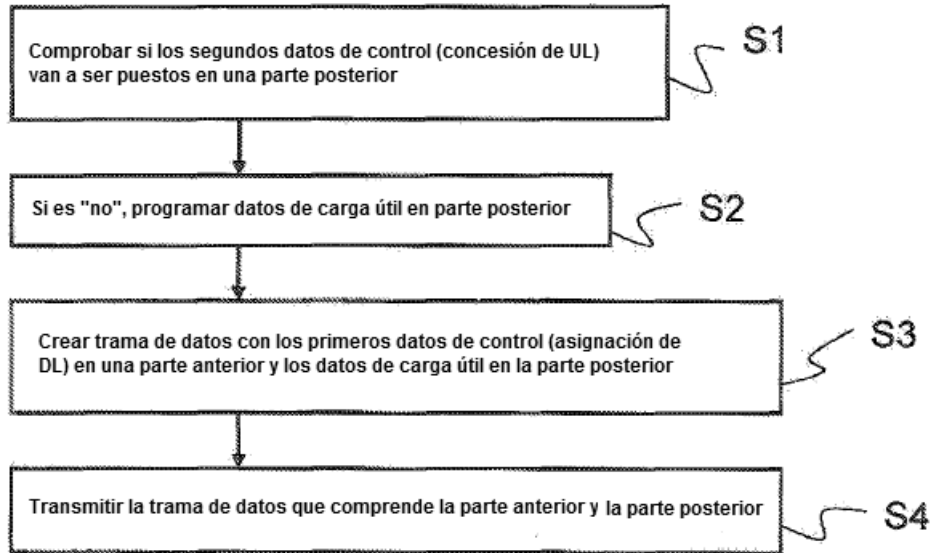 Comprobar si los segundos datos de control (concesión de UL)
van a ser puestos en una parte posterior
S1
Si es "no", programar datos de carga útil en parte posterior
S2
Crear trama de datos con los primeros datos de control (asignación de
DL) en una parte anterior y los datos de carga útil en la parte posterior
S3
Transmitir la trama de datos que comprende la parte anterior y la parte posterior
S4